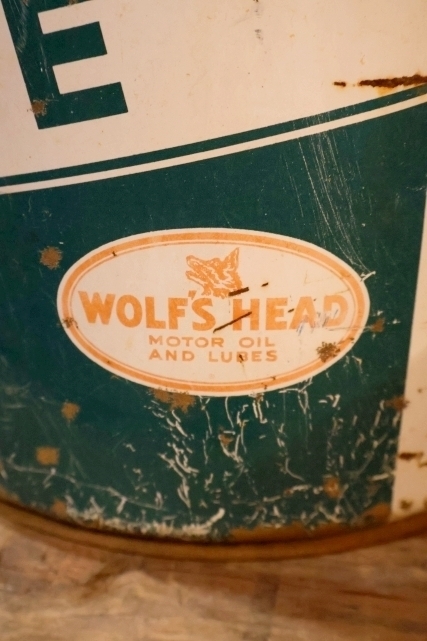 E
WOLF'S HEAD
MOTOR OIL
AND LUBES